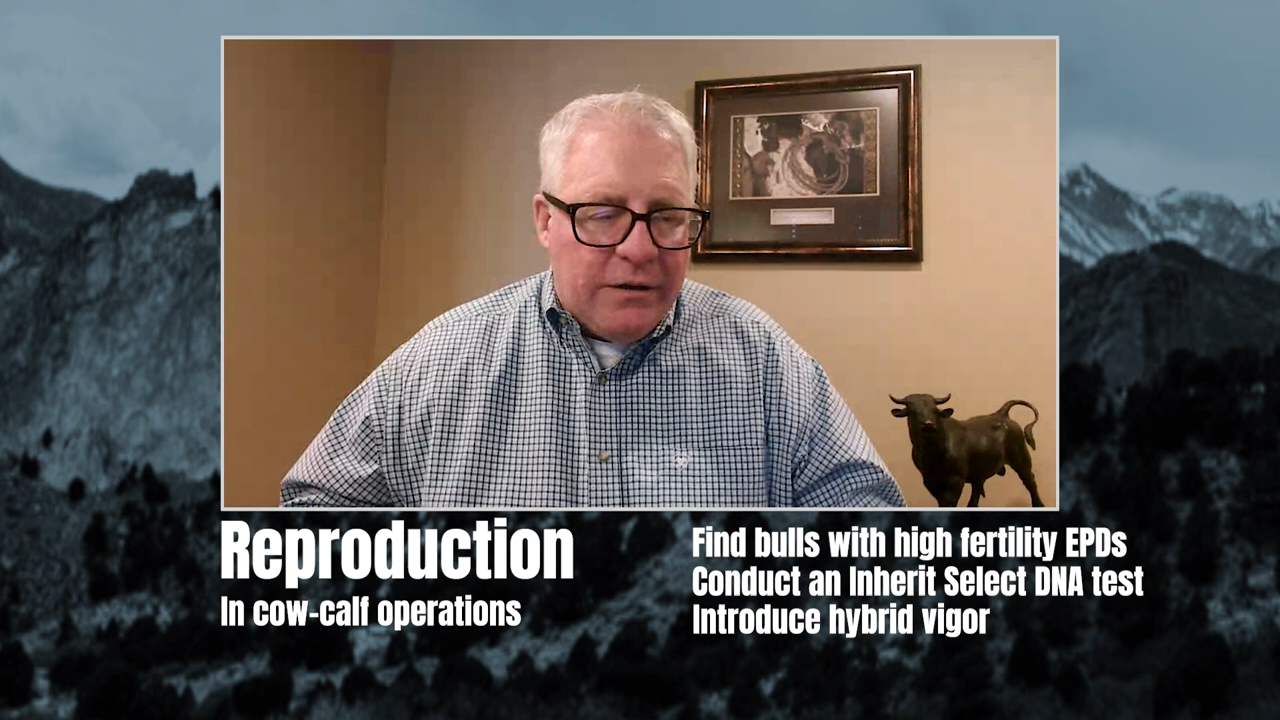 Reproduction
In cow-calf operations
Find bulls with high fertility EPDs
Conduct an Inherit Select DNA test
Introduce hybrid vigor